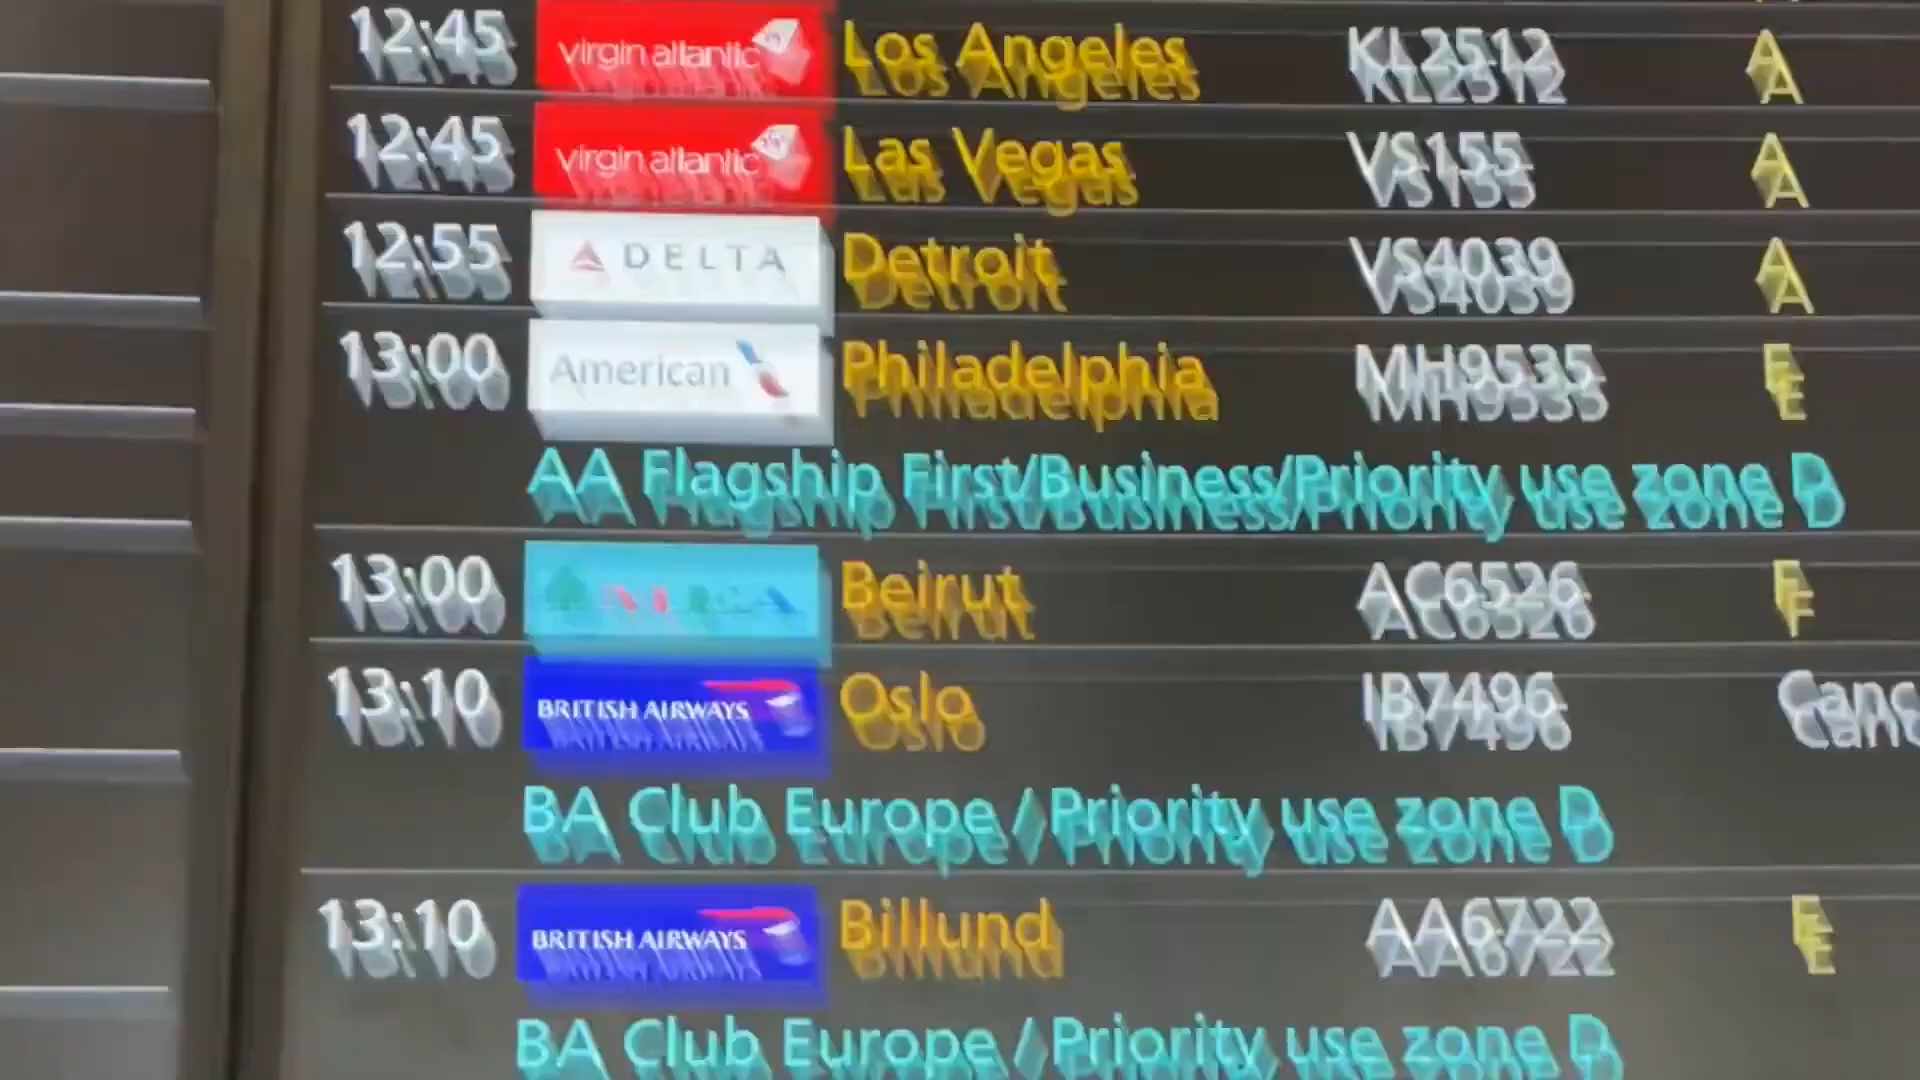 12:45 virgin atlantic Los Angeles KL2512 A
12:45 virgin atlantic Las Vegas VS155 A
12:55 DELTA Detroit VS4039 A
13:00 American Philadelphia MH9535 E
AA Flagship First/Business/Priority use zone D
13:00 Beirut AC6526 F
13:10 BRITISH AIRWAYS Oslo IB7496 Canc
BA Club Europe / Priority use zone D
13:10 BRITISH AIRWAYS Billund AA6722 E
BA Club Europe / Priority use zone D